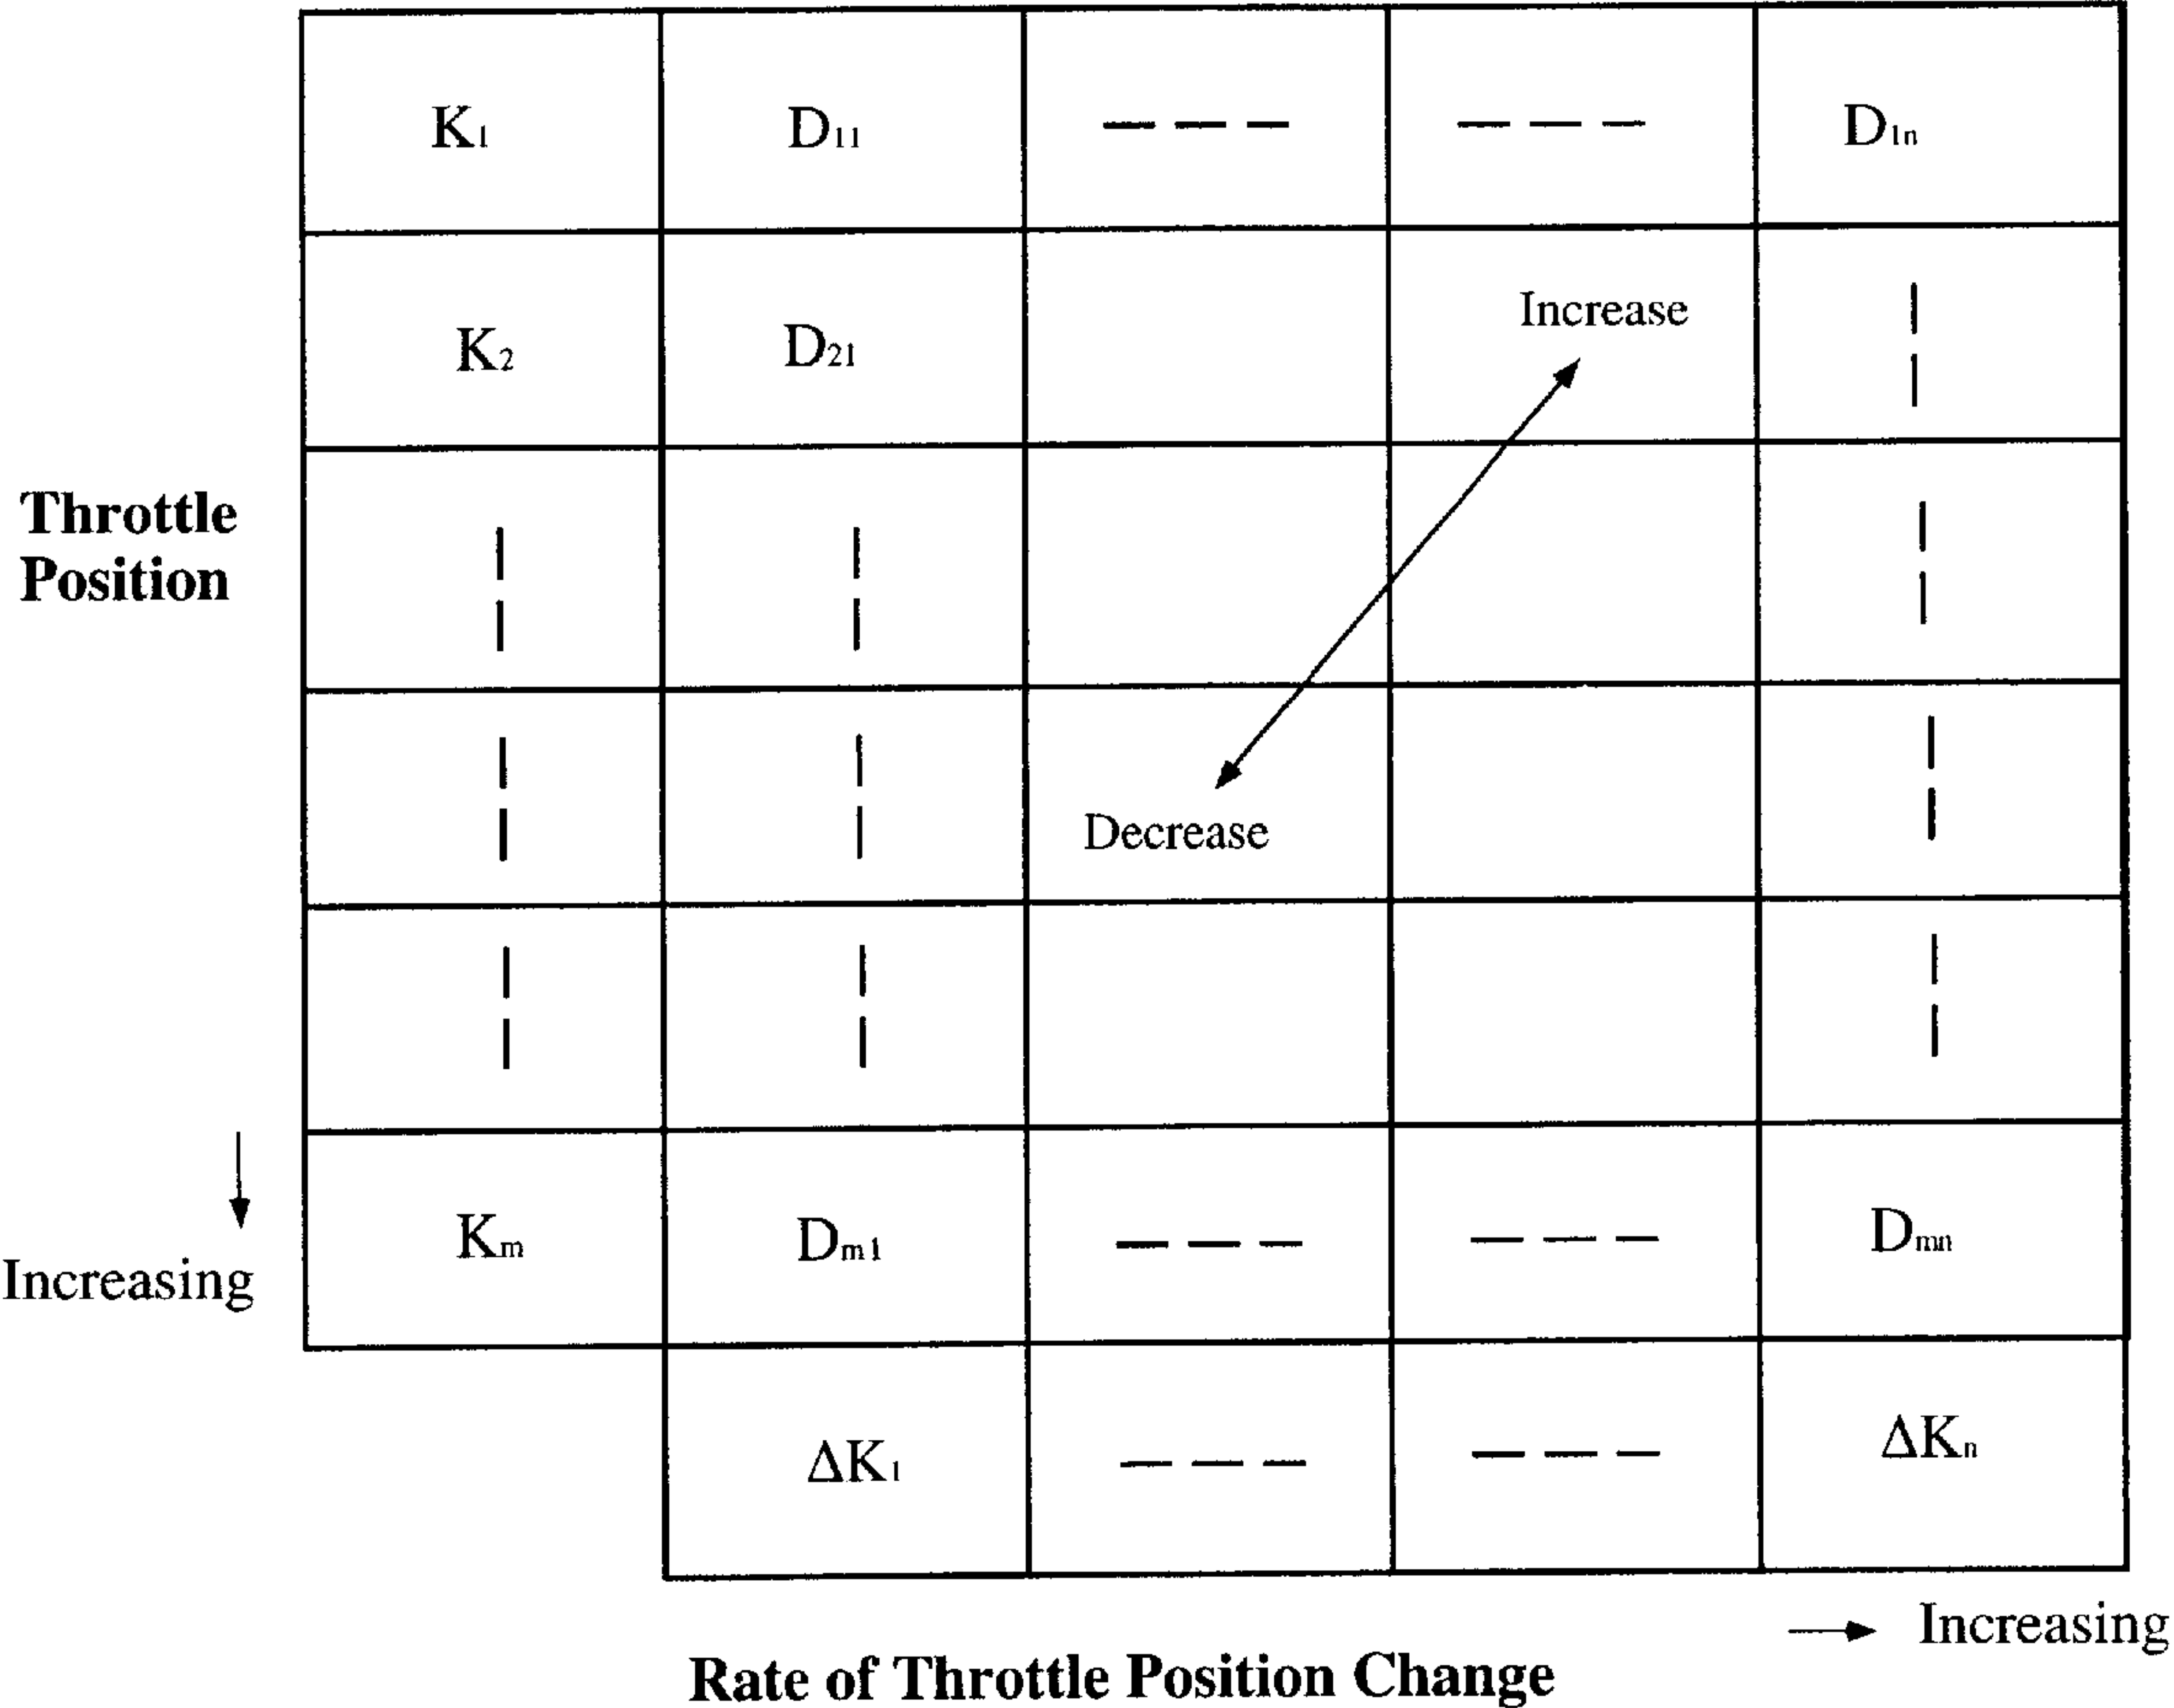 K₁ D₁₁ D₁ₙ
K₂ D₂₁ Increase
Throttle
Position
Decrease
Kₘ Dₘ₁ Dₘₙ
Increasing
ΔK₁ ΔKₙ
Increasing
Rate of Throttle Position Change